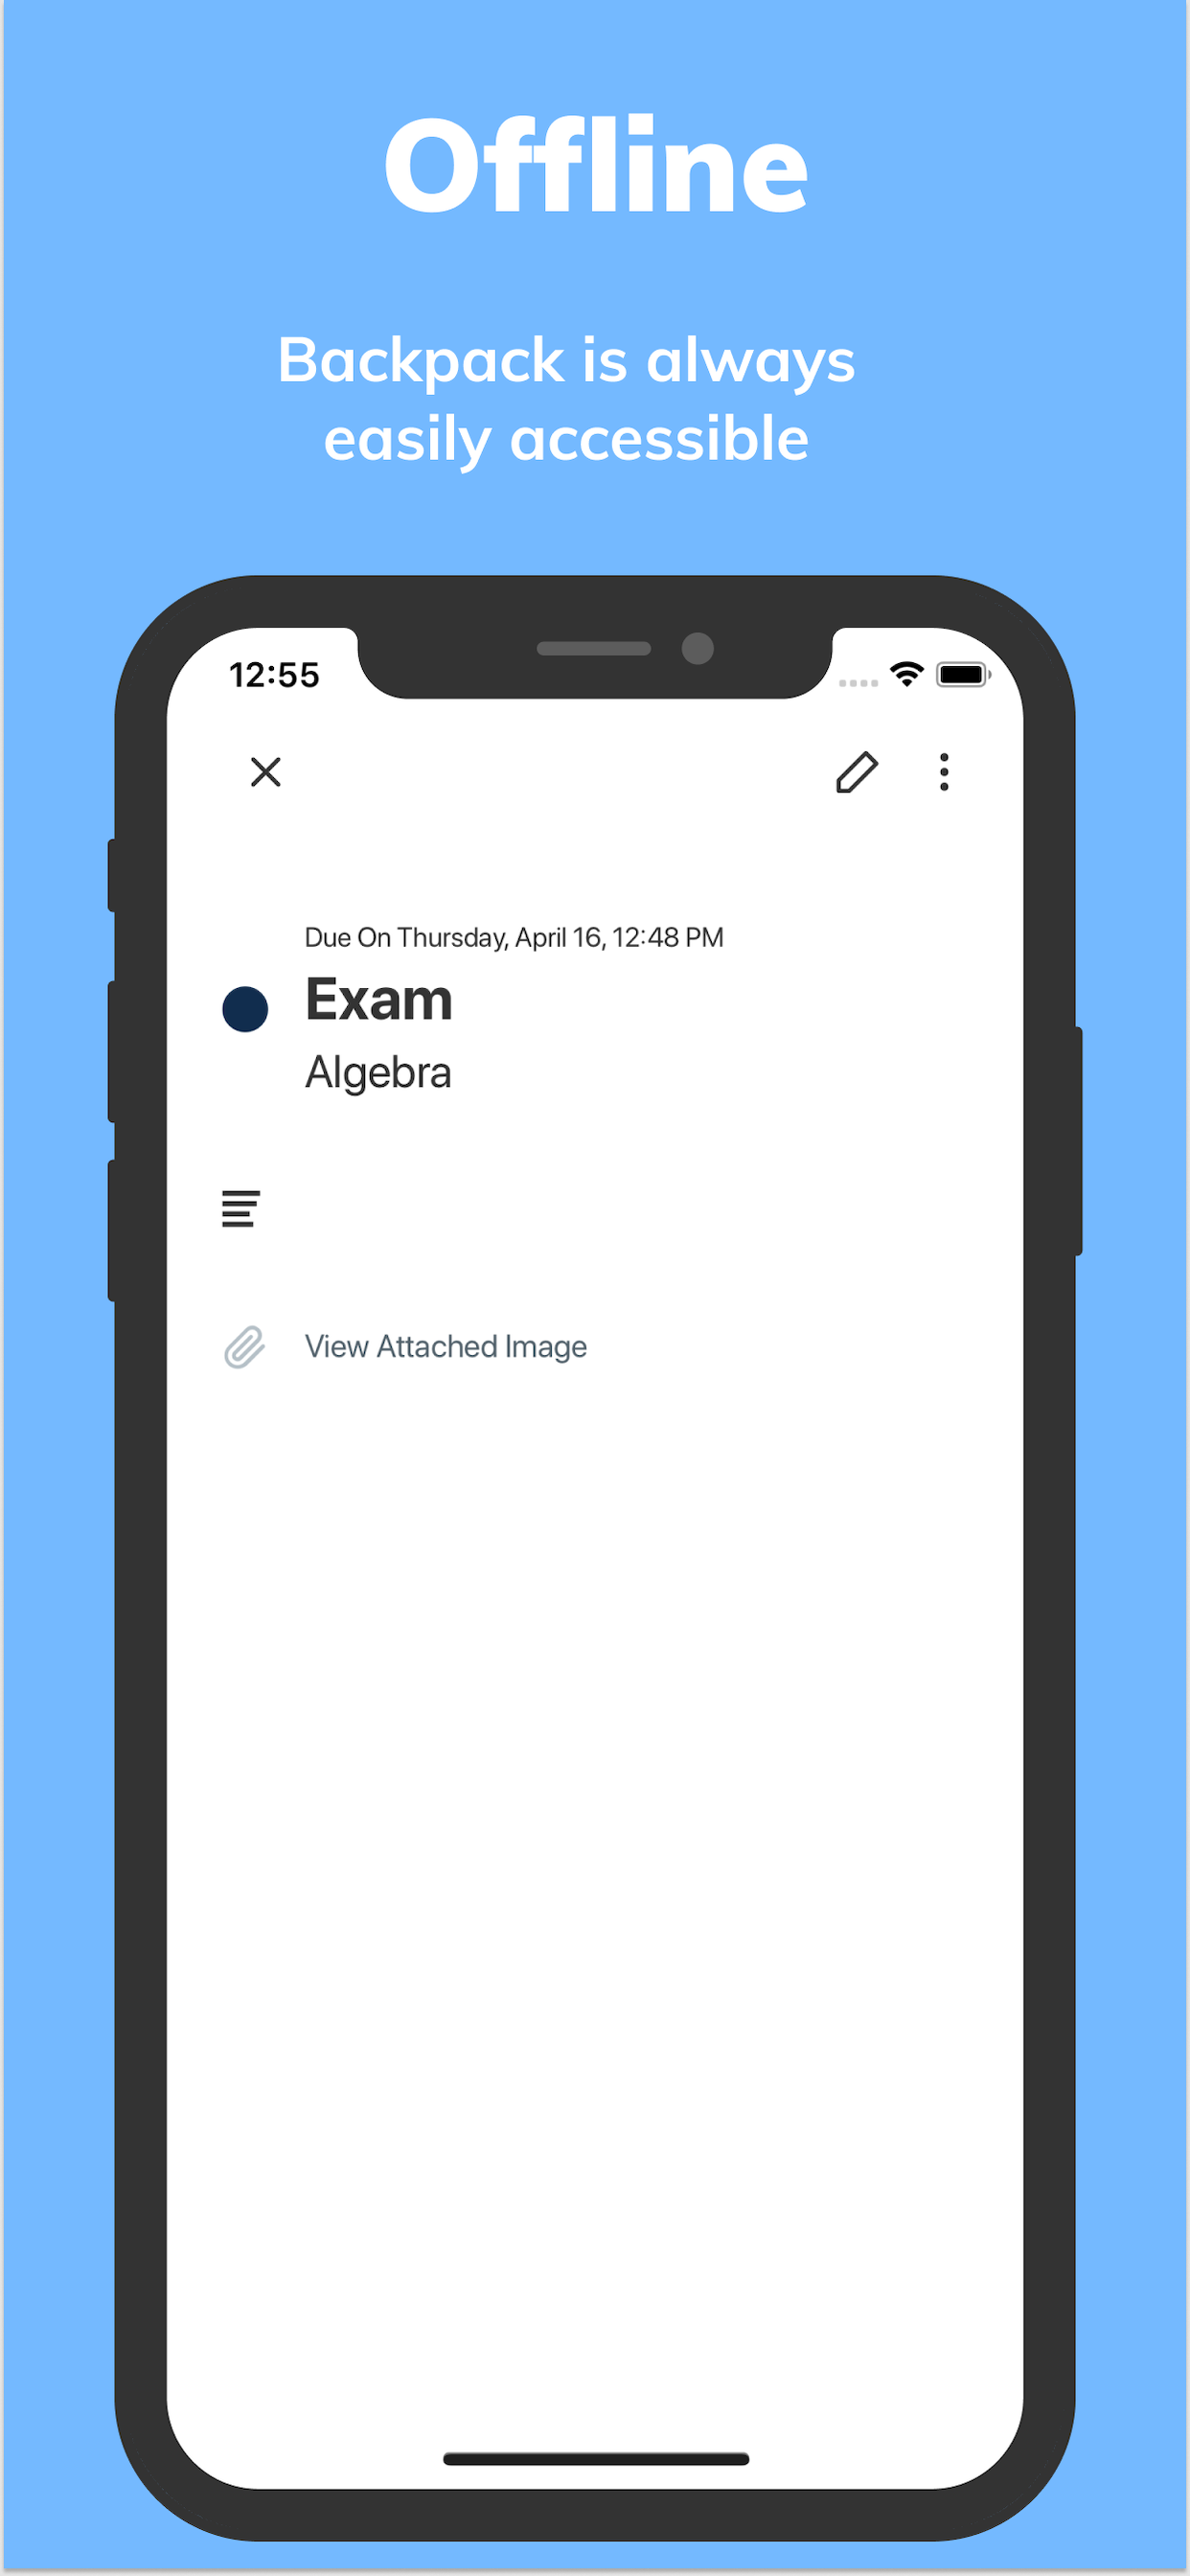 Offline
Backpack is always
easily accessible
12:55
Due On Thursday, April 16, 12:48 PM
Exam
Algebra
View Attached Image